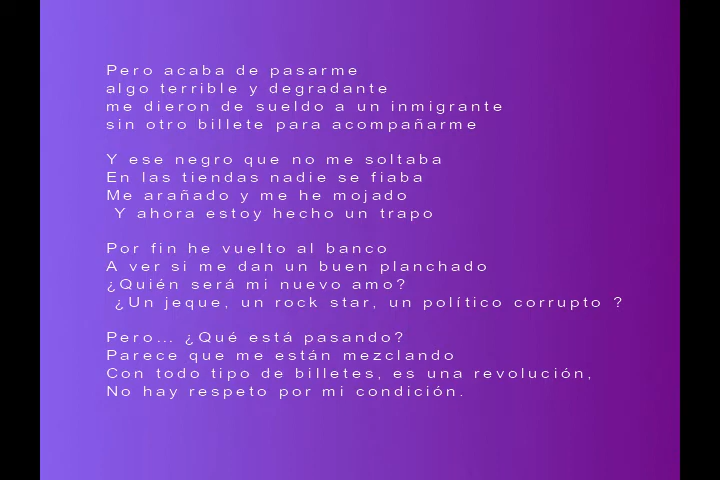 Pero acaba de pasarme
algo terrible y degradante
me dieron de sueldo a un inmigrante
sin otro billete para acompañarme
Y ese negro que no me soltaba
En las tiendas nadie se fiaba
Me arañado y me he mojado
Y ahora estoy hecho un trapo
Por fin he vuelto al banco
A ver si me dan un buen planchado
¿Quién será mi nuevo amo?
¿Un jeque, un rock star, un político corrupto ?
Pero... ¿Qué está pasando?
Parece que me están mezclando
Con todo tipo de billetes, es una revolución,
No hay respeto por mi condición.